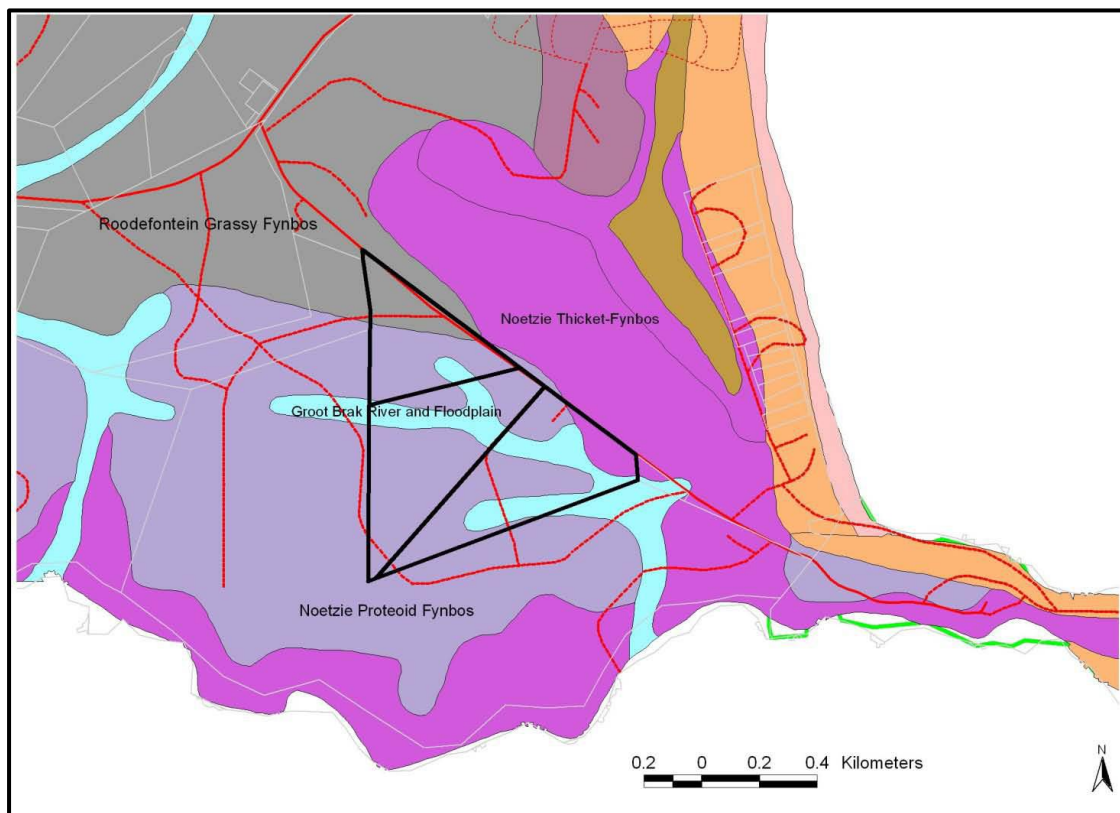 Roodefontein Grassy Fynbos
Noetzie Thicket-Fynbos
Groot Brak River and Floodplain
Noetzie Proteoid Fynbos
0.2 0 0.2 0.4 Kilometers
N